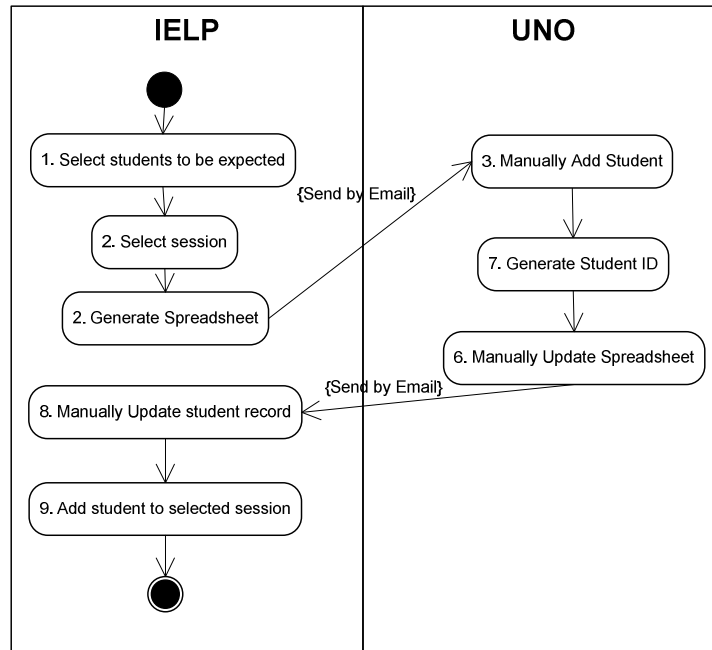 IELP
UNO
1. Select students to be expected
2. Select session
2. Generate Spreadsheet
{Send by Email}
3. Manually Add Student
7. Generate Student ID
6. Manually Update Spreadsheet
{Send by Email}
8. Manually Update student record
9. Add student to selected session